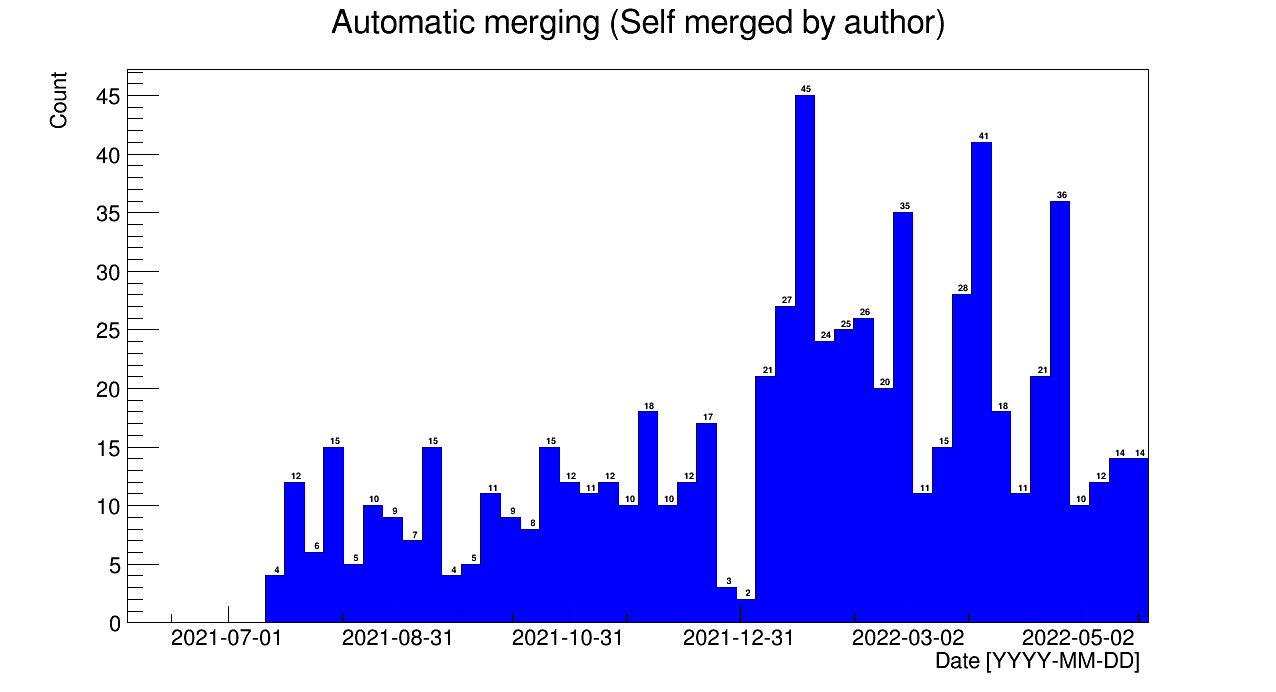 Automatic merging (Self merged by author)
Count
45
40
35
30
25
20
15
10
5
0
4 12 6 15 5 10 9 7 15 4 5 11 9 8 15 12 11 12 10 18 10 12 17 3 2 21 27 45 24 25 26 20 35 11 15 28 41 18 11 21 36 10 12 14 14
2021-07-01 2021-08-31 2021-10-31 2021-12-31 2022-03-02 2022-05-02
Date [YYYY-MM-DD]